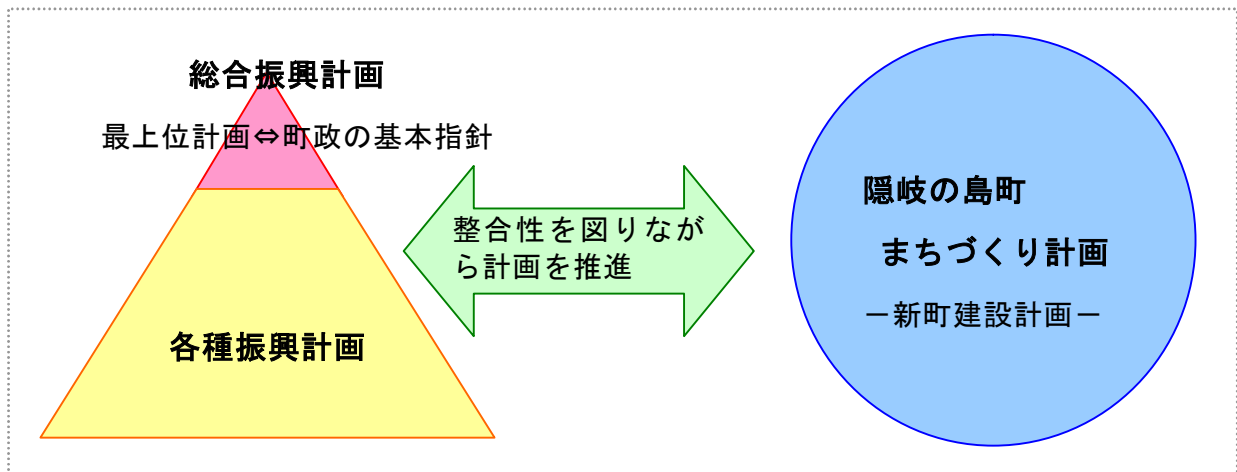 総合振興計画
最上位計画⇔町政の基本指針
各種振興計画
整合性を図りなが
ら計画を推進
隠岐の島町
まちづくり計画
－新町建設計画－